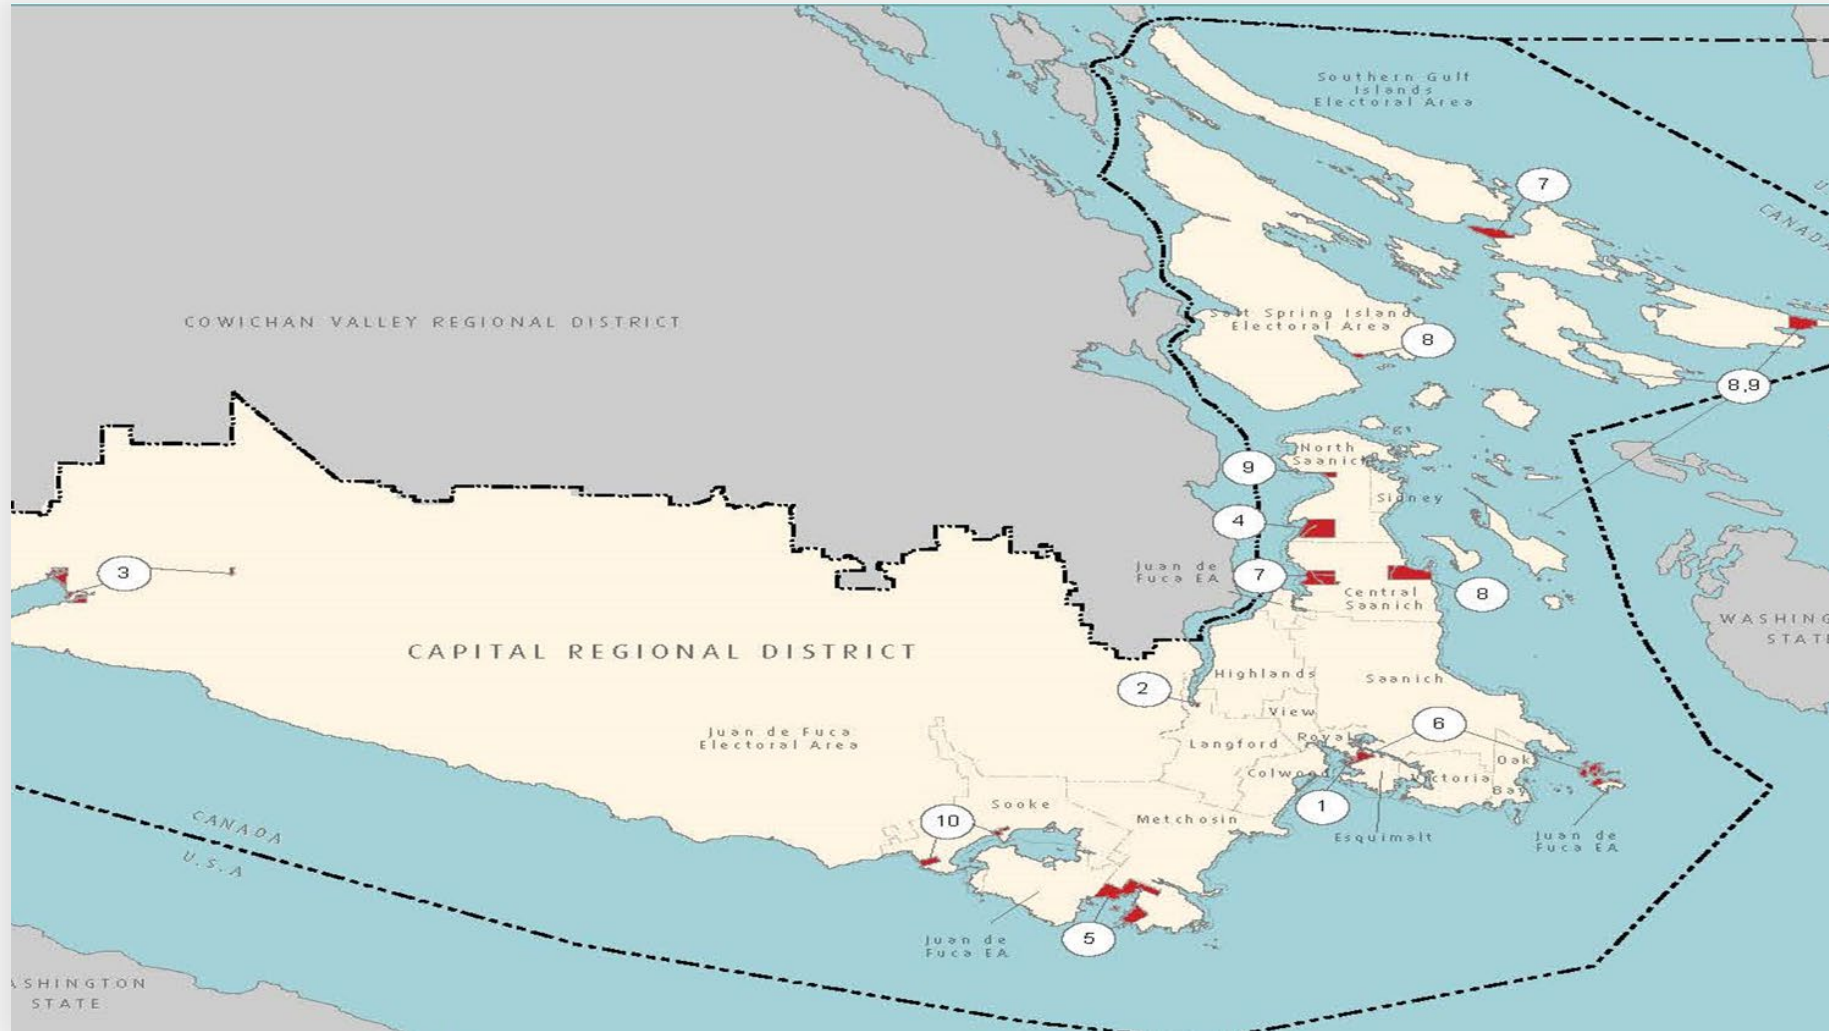 Southern Gulf
Islands
Electoral Area
7
CANADA
COWICHAN VALLEY REGIONAL DISTRICT
Salt Spring Island
Electoral Area
8
8,9
North
Saanich
9
Sidney
4
Juan de
Fuca EA
7
8
3
Central
Saanich
WASHING
STATE
CAPITAL REGIONAL DISTRICT
Highlands
Saanich
2
View
6
Juan de Fuca
Electoral Area
Langford
Royal
Oak
Colwood
Victoria
Bay
Sooke
1
10
Metchosin
Esquimalt
Juan de
Fuca EA
CANADA
U.S.A
5
Juan de
Fuca EA
ASHINGTON
STATE